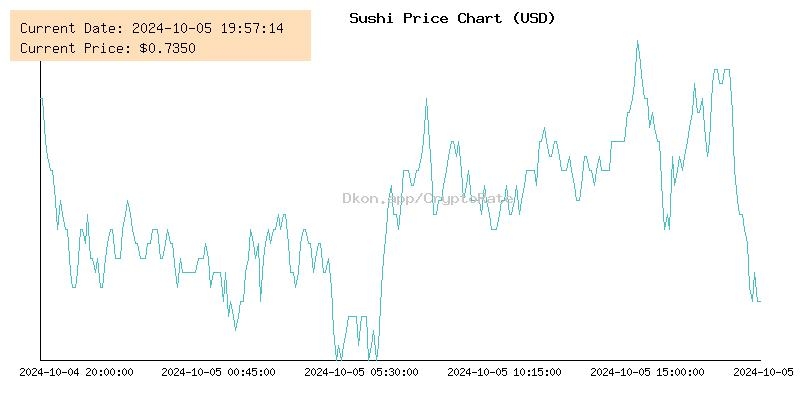 Sushi Price Chart (USD)
Current Date: 2024-10-05 19:57:14
Current Price: $0.7350
Dkon.app/CryptoRate
2024-10-04 20:00:00
2024-10-05 00:45:00
2024-10-05 05:30:00
2024-10-05 10:15:00
2024-10-05 15:00:00
2024-10-05